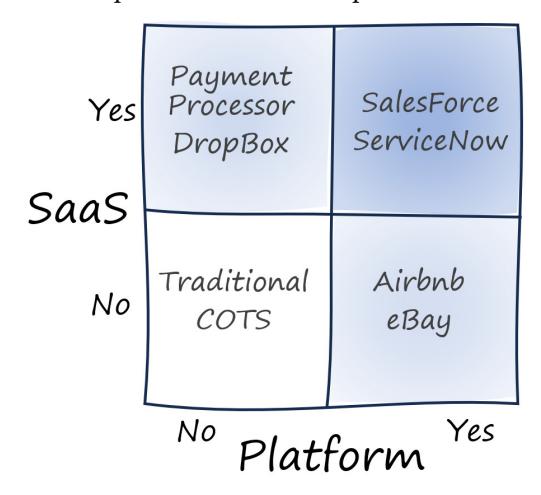 Yes
Payment
Processor
DropBox
SalesForce
ServiceNow
SaaS
No
Traditional
COTS
Airbnb
eBay
No
Yes
Platform